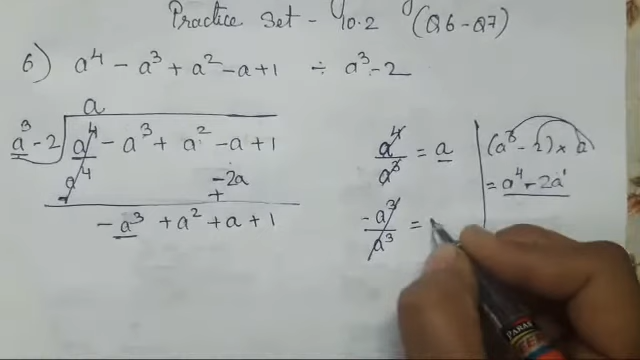 Practice Set - 10.2 (Q6-Q7)
6) a⁴ - a³ + a² - a + 1 ÷ a³ - 2
a
a³ - 2 a⁴ - a³ + a² - a + 1
a⁴ - 2a
- +
- a³ + a² + a + 1
a⁴/a³ = a
-a³/a³ =
(a³ - 2) × a
= a⁴ - 2a
PARKER